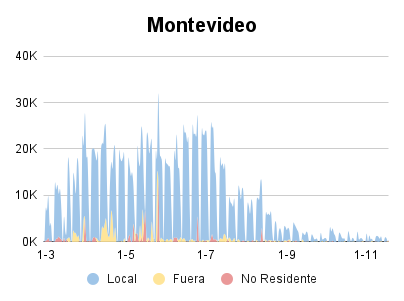 Montevideo
40K
30K
20K
10K
0K
1-3 1-5 1-7 1-9 1-11
Local Fuera No Residente